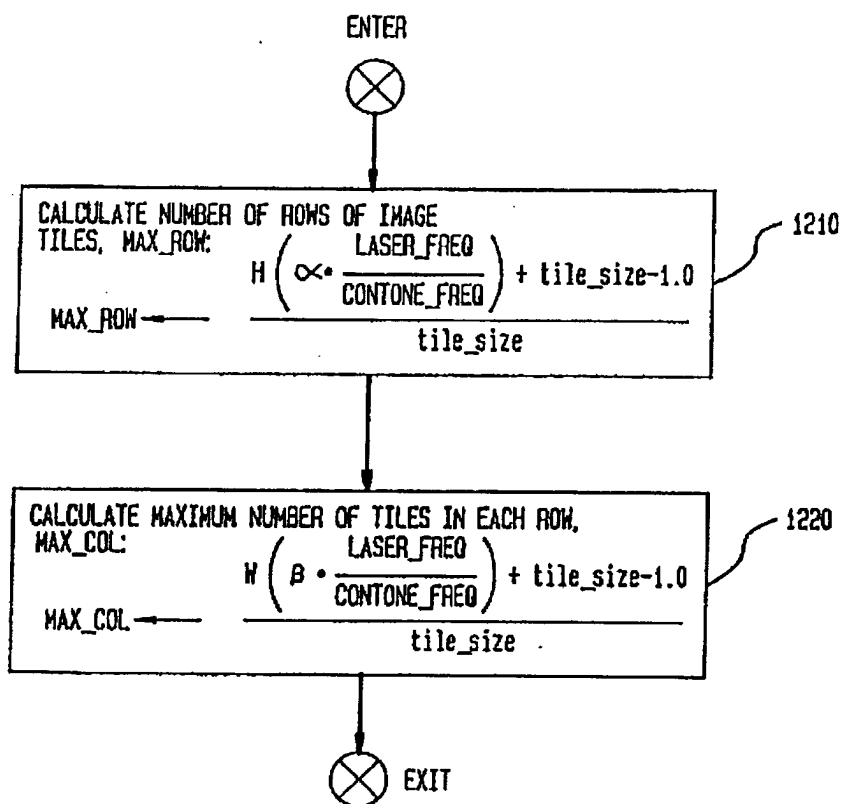 ENTER
CALCULATE NUMBER OF ROWS OF IMAGE
TILES, MAX_ROW:
MAX_ROW ← H ( α • LASER_FREQ / CONTONE_FREQ ) + tile_size-1.0
tile_size
1210
CALCULATE MAXIMUM NUMBER OF TILES IN EACH ROW,
MAX_COL:
MAX_COL ← W ( β • LASER_FREQ / CONTONE_FREQ ) + tile_size-1.0
tile_size
1220
EXIT